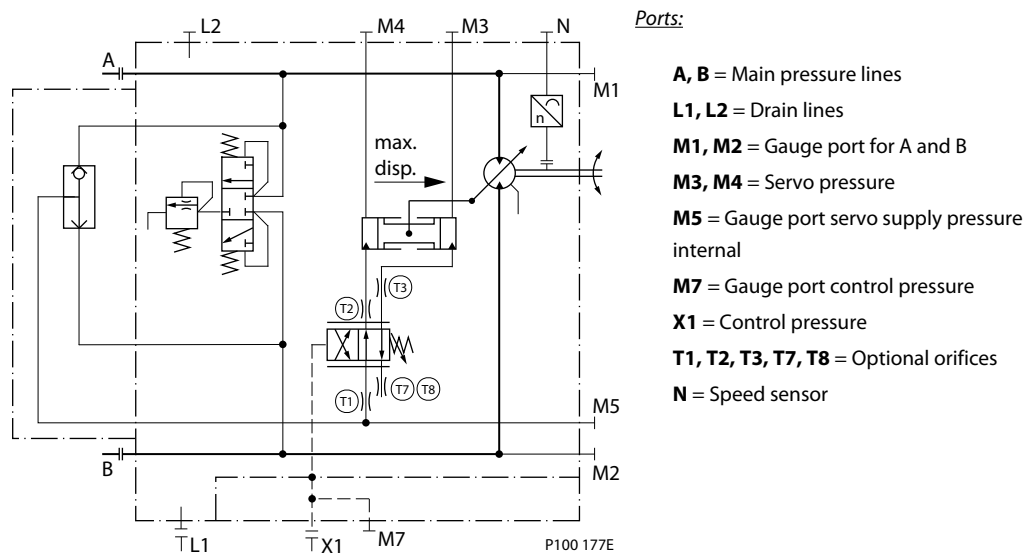 L2
M4
M3
N
A
M1
n
max.
disp.
T3
T2
T1
T7
T8
M5
B
M2
L1
X1
M7
P100 177E
Ports:
A, B = Main pressure lines
L1, L2 = Drain lines
M1, M2 = Gauge port for A and B
M3, M4 = Servo pressure
M5 = Gauge port servo supply pressure
internal
M7 = Gauge port control pressure
X1 = Control pressure
T1, T2, T3, T7, T8 = Optional orifices
N = Speed sensor